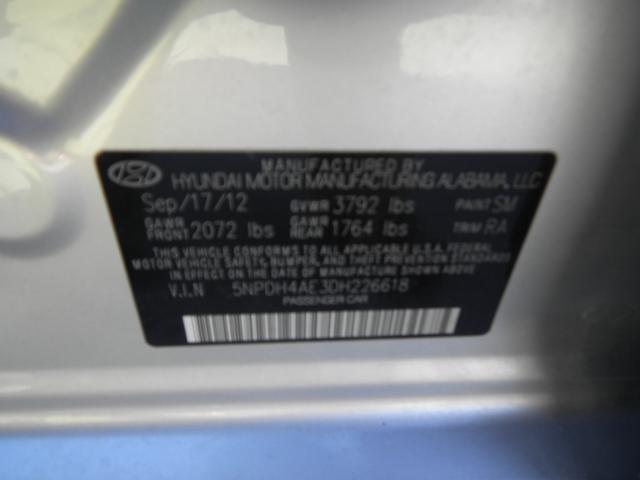 MANUFACTURED BY
HYUNDAI MOTOR MANUFACTURING ALABAMA, LLC
Sep/17/12 GVWR 3792 lbs PAINT SM
GAWR FRONT 2072 lbs GAWR REAR 1764 lbs TRIM RA
THIS VEHICLE CONFORMS TO ALL APPLICABLE U.S.A. FEDERAL
MOTOR VEHICLE SAFETY, BUMPER, AND THEFT PREVENTION STANDARDS
IN EFFECT ON THE DATE OF MANUFACTURE SHOWN ABOVE.
V.I.N 5NPDH4AE3DH226618
PASSENGER CAR